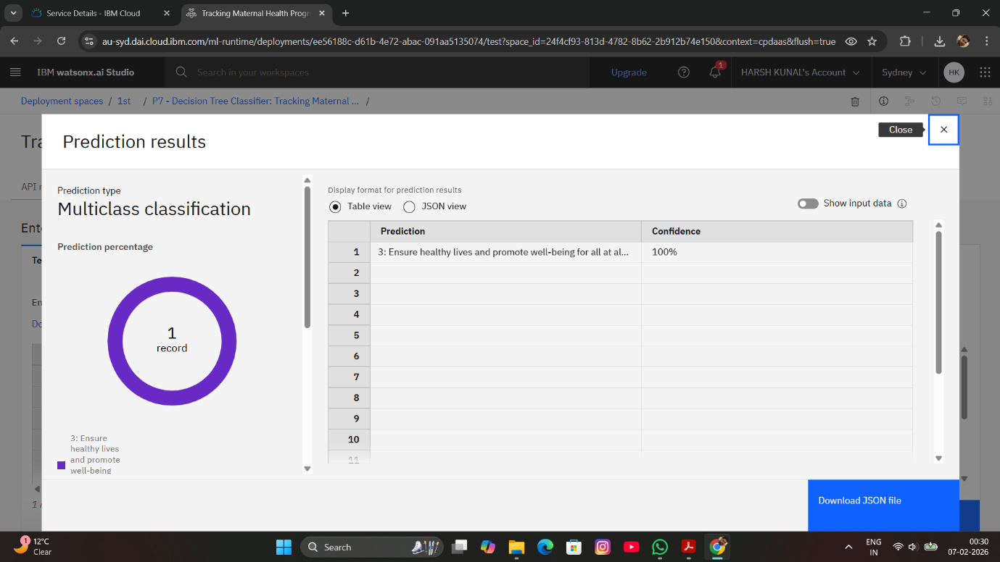 Service Details - IBM Cloud
Tracking Maternal Health Progr
au-syd.dai.cloud.ibm.com/ml-runtime/deployments/ee56188c-d61b-4e72-abac-091aa5135074/test?space_id=24f4cf93-813d-4782-8b62-2b912b74e150&context=cpdaas&flush=true
IBM watsonx.ai Studio
Search in your workspaces
Upgrade
1
HARSH KUNAL's Account
Sydney
HK
Deployment spaces / 1st / P7 - Decision Tree Classifier: Tracking Maternal ... /
Tra
API r
Ent
Te
En
Do
1 r
Prediction results
Close
Prediction type
Multiclass classification
Prediction percentage
1
record
3: Ensure
healthy lives
and promote
well-being
Display format for prediction results
Table view
JSON view
Show input data
Prediction
Confidence
1
3: Ensure healthy lives and promote well-being for all at al...
100%
2
3
4
5
6
7
8
9
10
11
Download JSON file
1
12°C
Clear
Search
ENG
IN
00:30
07-02-2026